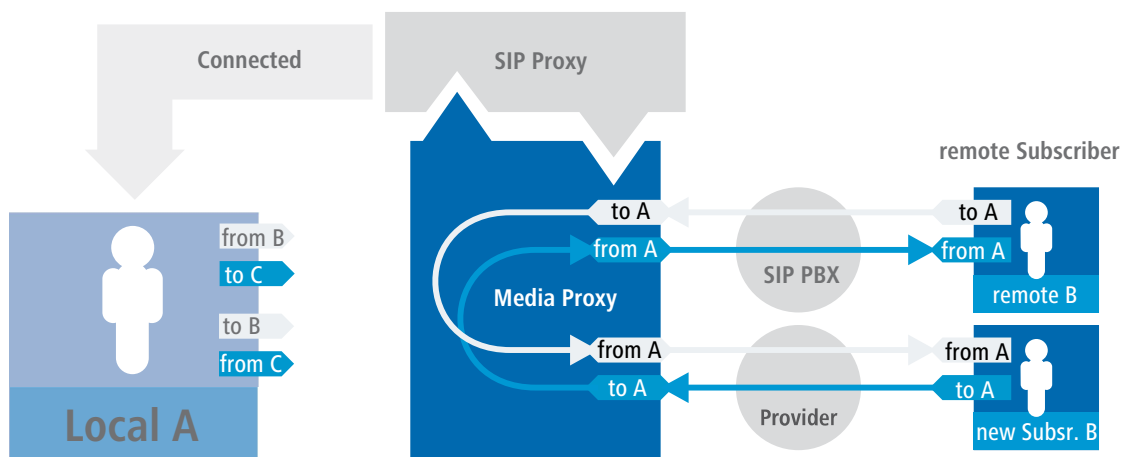 Connected
SIP Proxy
remote Subscriber
to A
to A
from B
from A
from A
to C
SIP PBX
Media Proxy
remote B
to B
from A
from A
from C
to A
to A
Local A
Provider
new Subsr. B